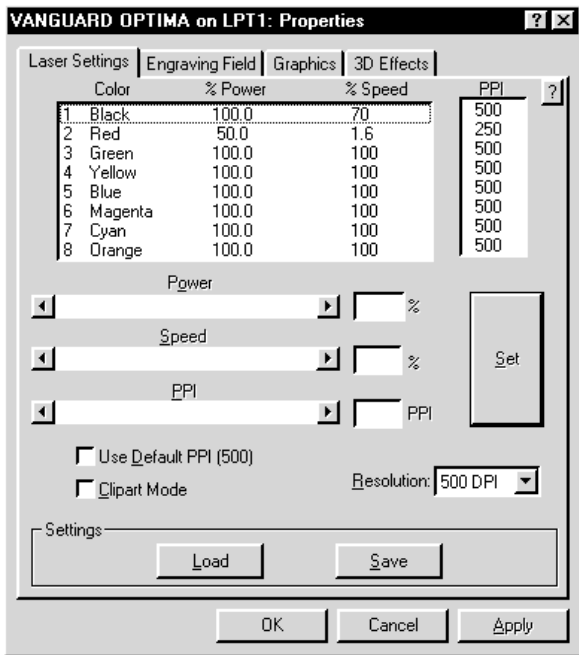 VANGUARD OPTIMA on LPT1: Properties ? ×
Laser Settings Engraving Field Graphics 3D Effects
Color % Power % Speed PPI ?
1 Black 100.0 70 500
2 Red 50.0 1.6 250
3 Green 100.0 100 500
4 Yellow 100.0 100 500
5 Blue 100.0 100 500
6 Magenta 100.0 100 500
7 Cyan 100.0 100 500
8 Orange 100.0 100 500
Power
%
Speed
%
Set
PPI
PPI
Use Default PPI (500)
Clipart Mode
Resolution: 500 DPI
Settings
Load Save
OK Cancel Apply